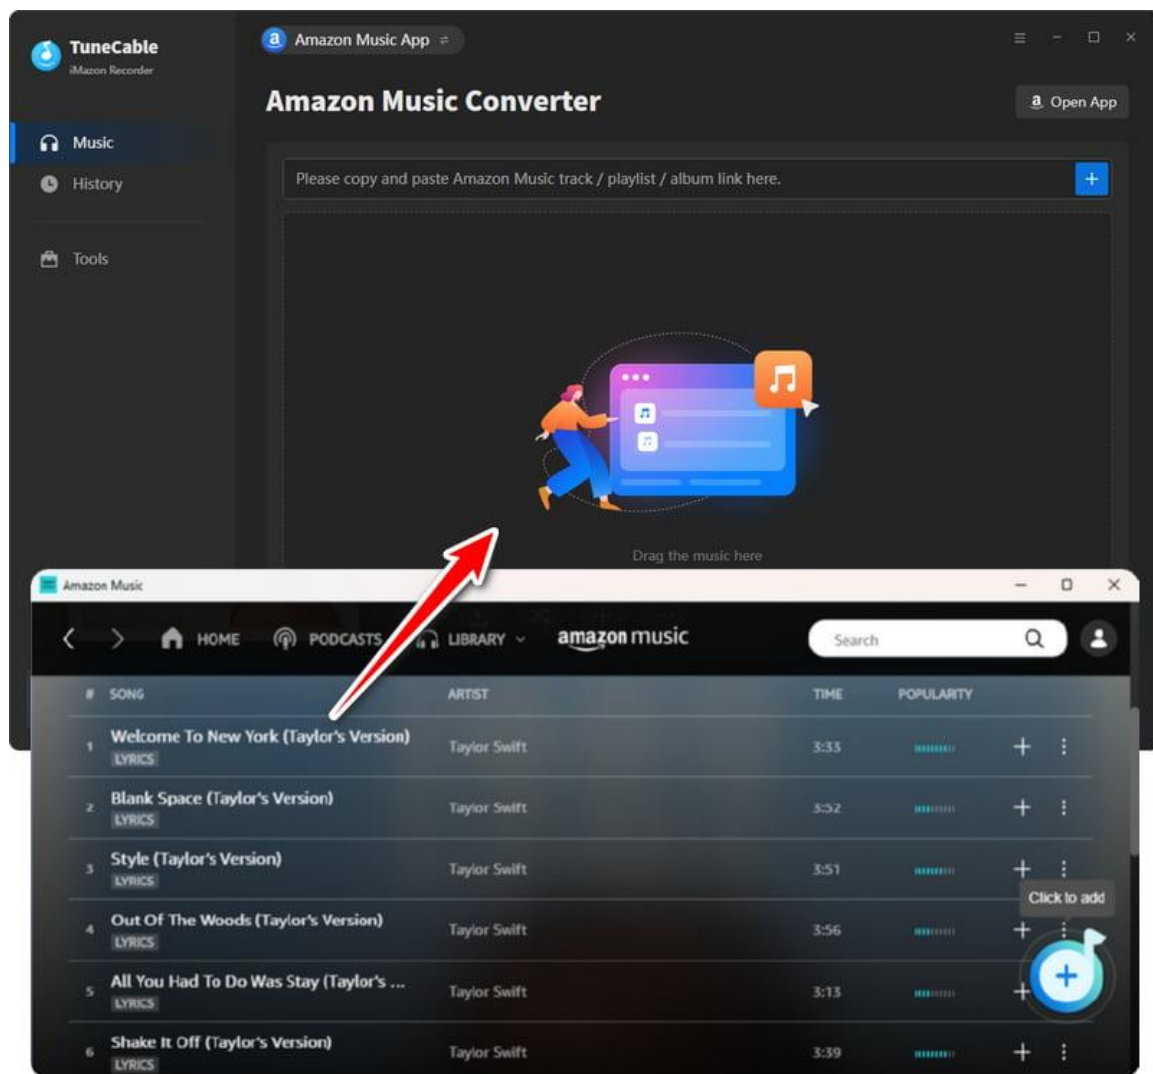 TuneCable
iMazon Recorder
Amazon Music App
Amazon Music Converter
Open App
Music
History
Tools
Please copy and paste Amazon Music track / playlist / album link here.
Drag the music here
Amazon Music
HOME PODCASTS LIBRARY amazon music Search
# SONG ARTIST TIME POPULARITY
1 Welcome To New York (Taylor's Version) Taylor Swift 3:33
LYRICS
2 Blank Space (Taylor's Version) Taylor Swift 3:52
LYRICS
3 Style (Taylor's Version) Taylor Swift 3:51
LYRICS
Click to add
4 Out Of The Woods (Taylor's Version) Taylor Swift 3:56
LYRICS
5 All You Had To Do Was Stay (Taylor's ... Taylor Swift 3:13
LYRICS
6 Shake It Off (Taylor's Version) Taylor Swift 3:39
LYRICS